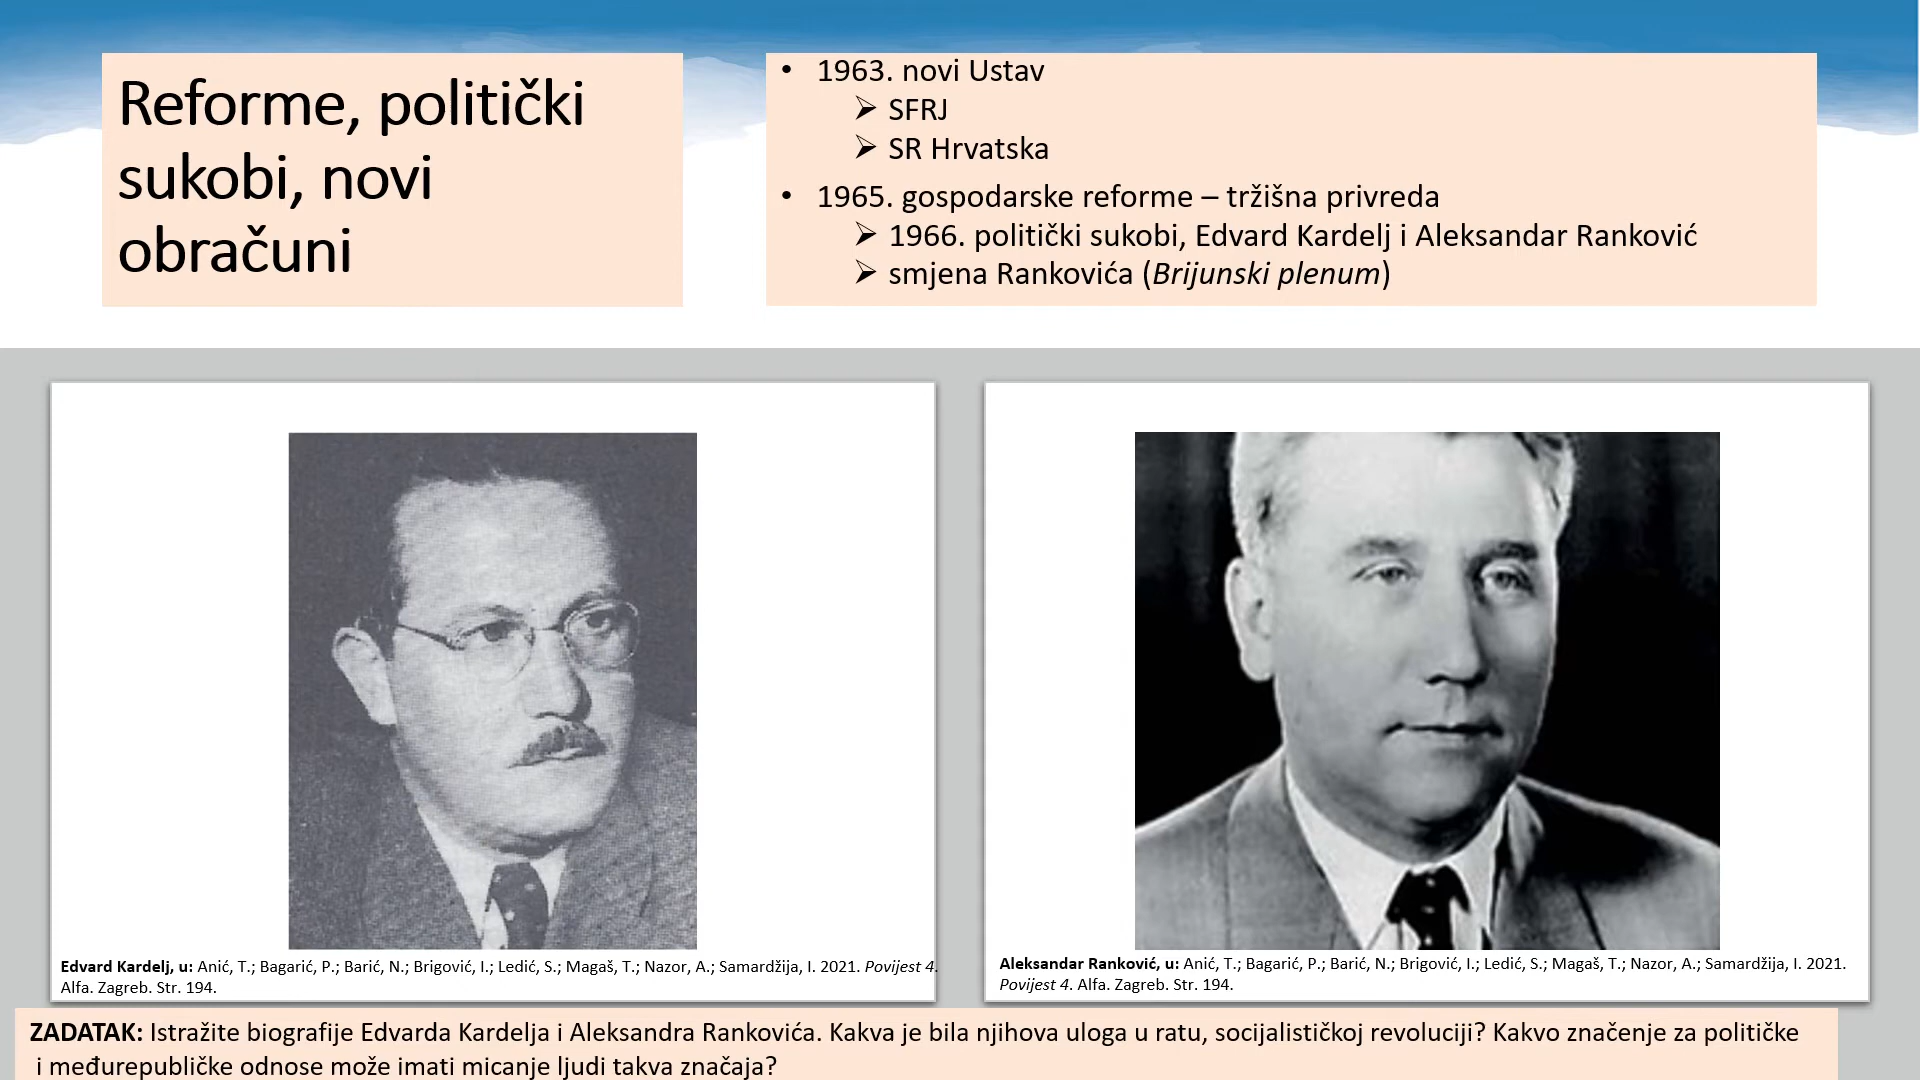 Reforme, politički
sukobi, novi
obračuni
• 1963. novi Ustav
➢ SFRJ
➢ SR Hrvatska
• 1965. gospodarske reforme – tržišna privreda
➢ 1966. politički sukobi, Edvard Kardelj i Aleksandar Ranković
➢ smjena Rankovića (Brijunski plenum)
Edvard Kardelj, u: Anić, T.; Bagarić, P.; Barić, N.; Brigović, I.; Ledić, S.; Magaš, T.; Nazor, A.; Samardžija, I. 2021. Povijest 4.
Alfa. Zagreb. Str. 194.
Aleksandar Ranković, u: Anić, T.; Bagarić, P.; Barić, N.; Brigović, I.; Ledić, S.; Magaš, T.; Nazor, A.; Samardžija, I. 2021.
Povijest 4. Alfa. Zagreb. Str. 194.
ZADATAK: Istražite biografije Edvarda Kardelja i Aleksandra Rankovića. Kakva je bila njihova uloga u ratu, socijalističkoj revoluciji? Kakvo značenje za političke
i međurepubličke odnose može imati micanje ljudi takva značaja?